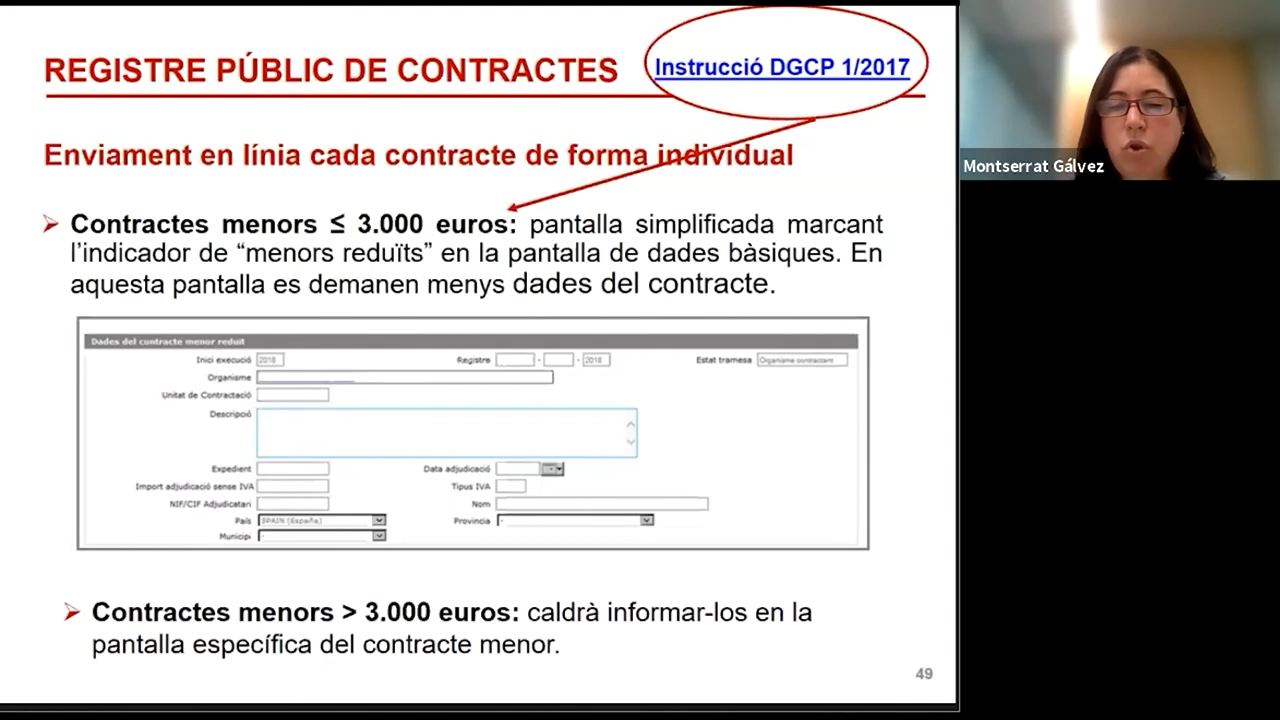 REGISTRE PÚBLIC DE CONTRACTES
Instrucció DGCP 1/2017
Montserrat Gálvez
Enviament en línia cada contracte de forma individual
Contractes menors ≤ 3.000 euros: pantalla simplificada marcant
l'indicador de “menors reduïts” en la pantalla de dades bàsiques. En
aquesta pantalla es demanen menys dades del contracte.
Dades del contracte menor reduït
Inici execució 2018 Registre - - 2018 Estat tramesa Organisme contractant
Organisme
Unitat de Contractació
Descripció
Expedient Data adjudicació
Import adjudicació sense IVA Tipus IVA
NIF/CIF Adjudicatari Nom
País SPAIN (España) Provincia -
Municipi -
Contractes menors > 3.000 euros: caldrà informar-los en la
pantalla específica del contracte menor.
49